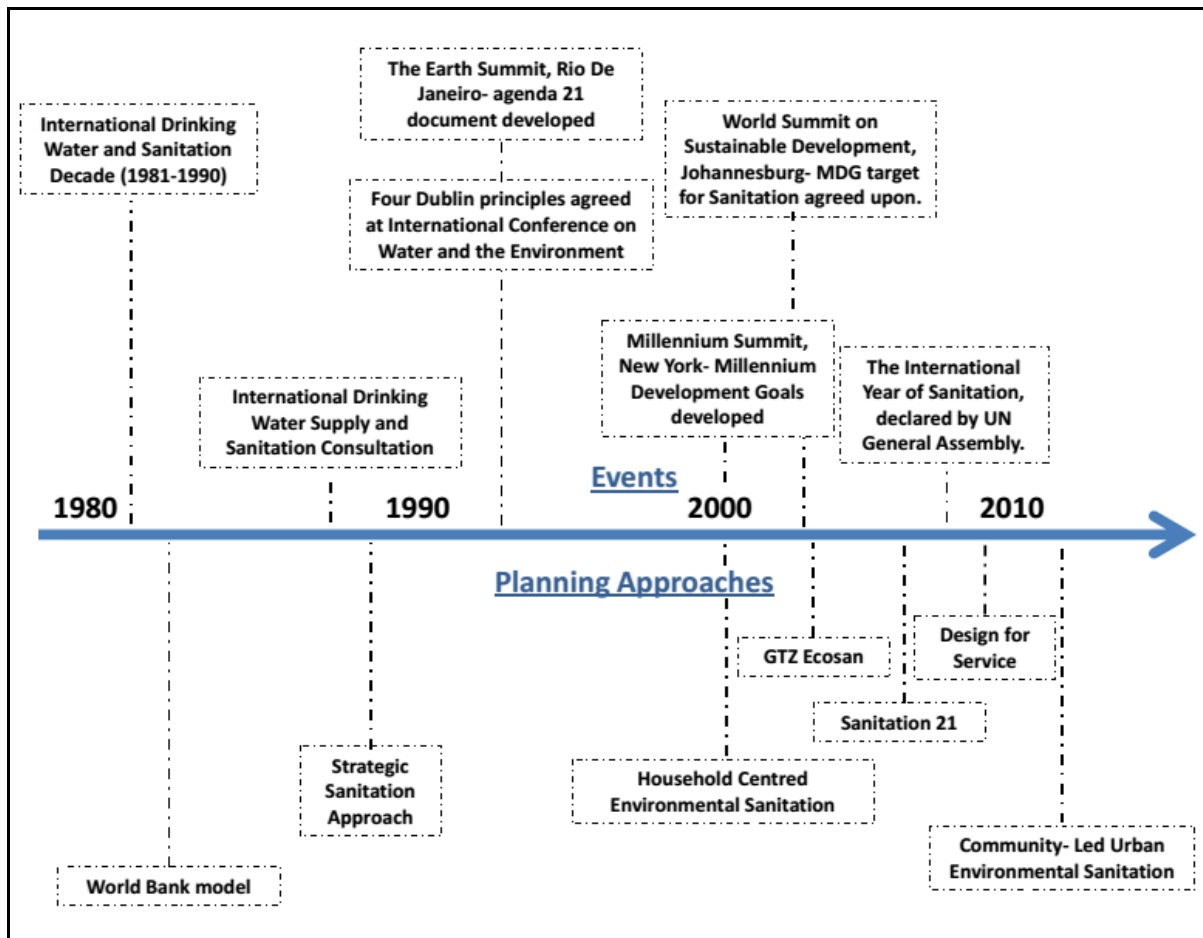 The Earth Summit, Rio De
Janeiro- agenda 21
document developed
International Drinking
Water and Sanitation
Decade (1981-1990)
World Summit on
Sustainable Development,
Johannesburg- MDG target
for Sanitation agreed upon.
Four Dublin principles agreed
at International Conference on
Water and the Environment
Millennium Summit,
New York- Millennium
Development Goals
developed
The International
Year of Sanitation,
declared by UN
General Assembly.
International Drinking
Water Supply and
Sanitation Consultation
Events
1980
1990
2000
2010
Planning Approaches
Design for
Service
GTZ Ecosan
Sanitation 21
Strategic
Sanitation
Approach
Household Centred
Environmental Sanitation
Community- Led Urban
Environmental Sanitation
World Bank model